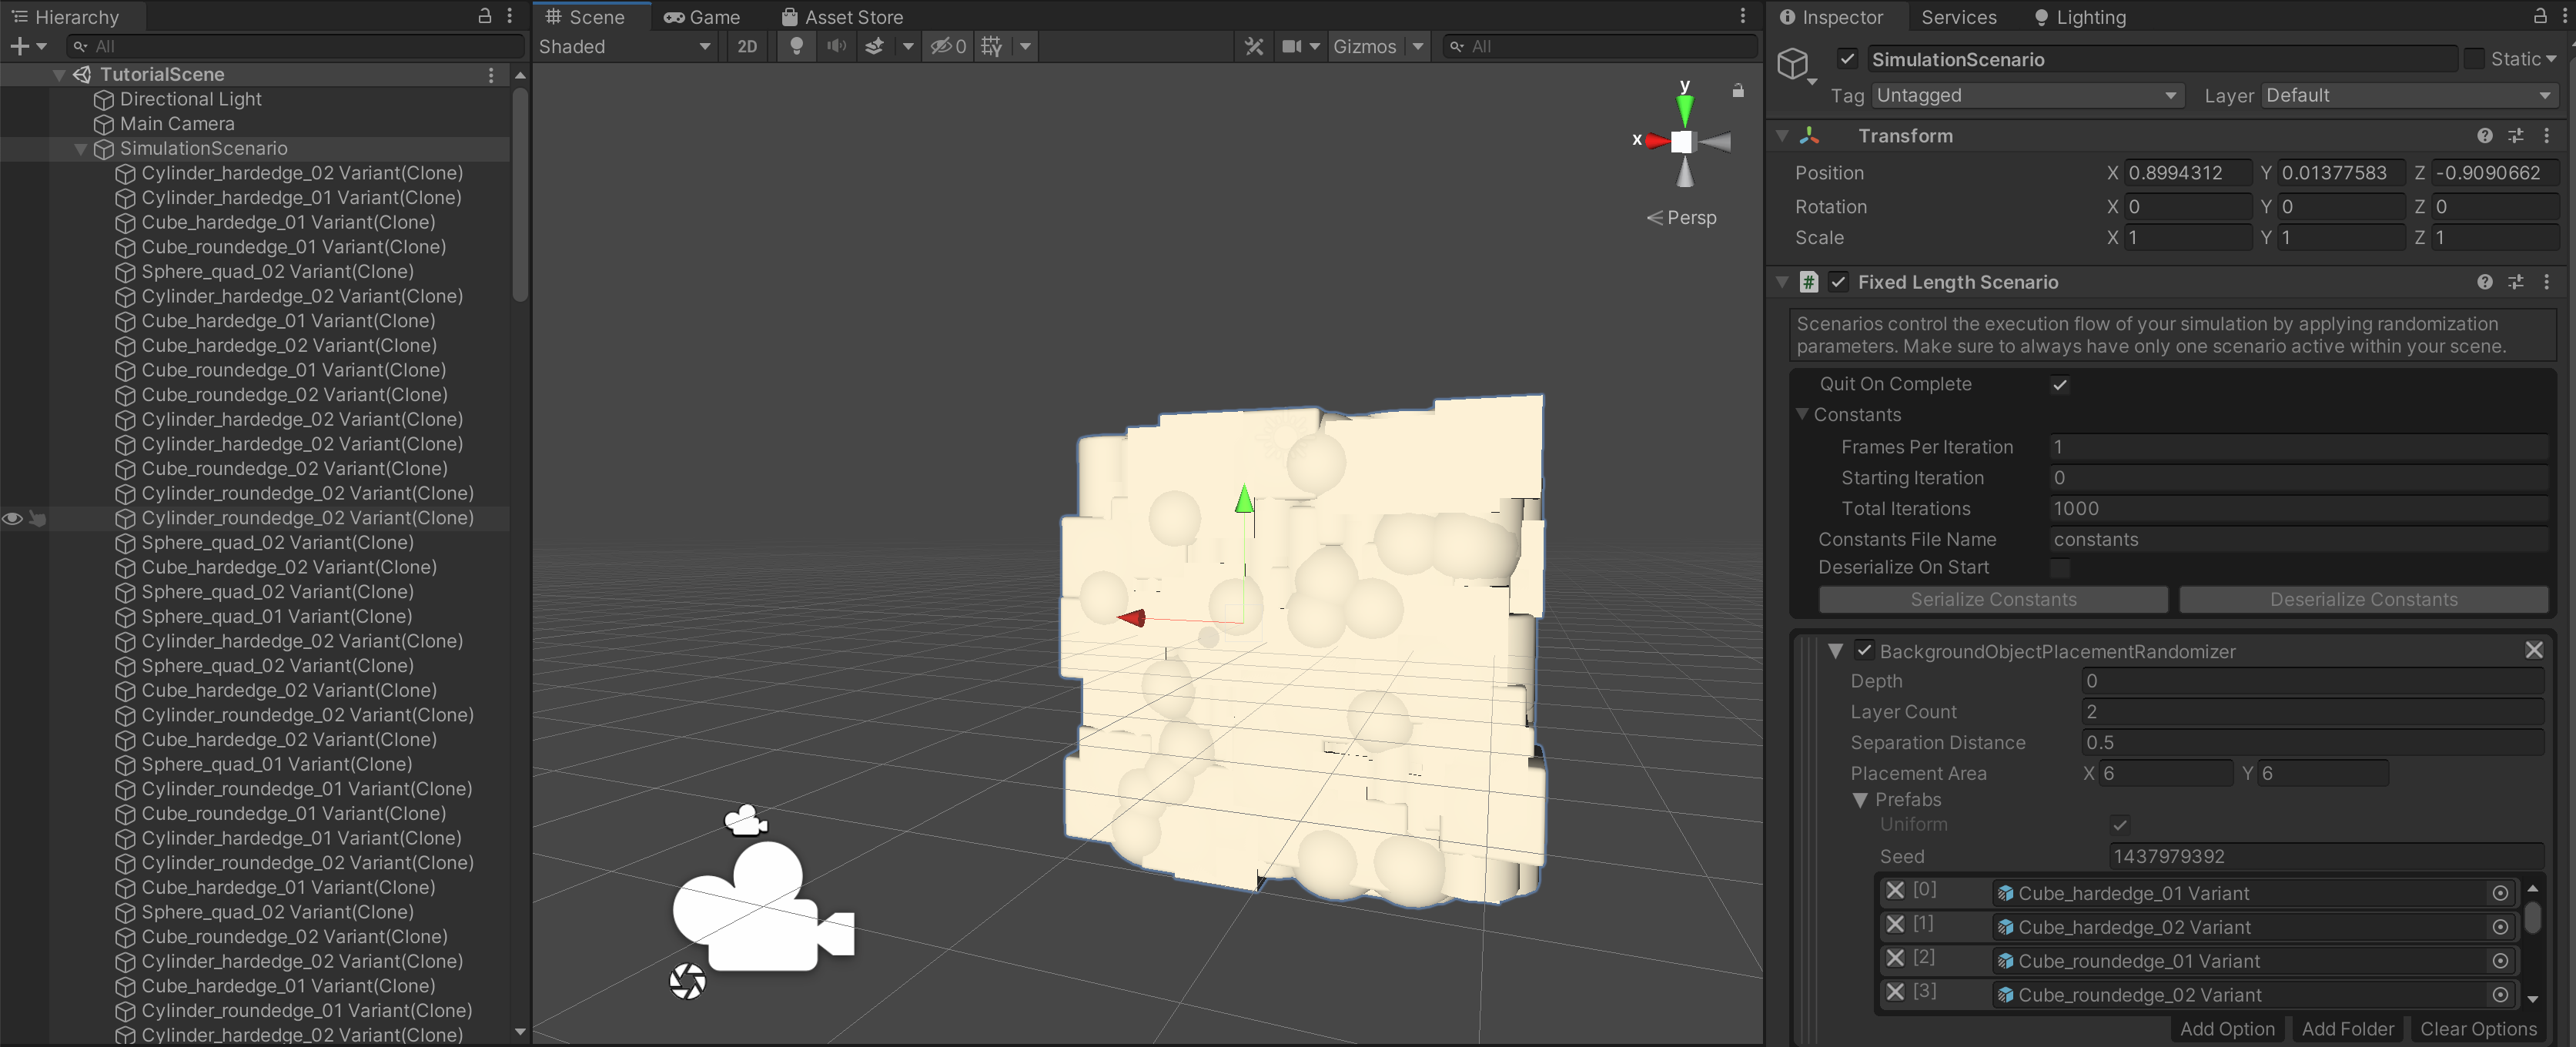 Hierarchy
All
TutorialScene
Directional Light
Main Camera
SimulationScenario
Cylinder_hardedge_02 Variant(Clone)
Cylinder_hardedge_01 Variant(Clone)
Cube_hardedge_01 Variant(Clone)
Cube_roundedge_01 Variant(Clone)
Sphere_quad_02 Variant(Clone)
Cylinder_hardedge_02 Variant(Clone)
Cube_hardedge_01 Variant(Clone)
Cube_hardedge_02 Variant(Clone)
Cube_roundedge_01 Variant(Clone)
Cube_roundedge_02 Variant(Clone)
Cylinder_hardedge_02 Variant(Clone)
Cylinder_hardedge_02 Variant(Clone)
Cube_roundedge_02 Variant(Clone)
Cylinder_roundedge_02 Variant(Clone)
Cylinder_roundedge_02 Variant(Clone)
Sphere_quad_02 Variant(Clone)
Cube_hardedge_02 Variant(Clone)
Sphere_quad_02 Variant(Clone)
Sphere_quad_01 Variant(Clone)
Cylinder_hardedge_02 Variant(Clone)
Sphere_quad_02 Variant(Clone)
Cube_hardedge_02 Variant(Clone)
Cylinder_roundedge_02 Variant(Clone)
Cube_hardedge_02 Variant(Clone)
Sphere_quad_01 Variant(Clone)
Cylinder_roundedge_01 Variant(Clone)
Cube_roundedge_01 Variant(Clone)
Cylinder_hardedge_01 Variant(Clone)
Cylinder_roundedge_02 Variant(Clone)
Cube_hardedge_01 Variant(Clone)
Sphere_quad_02 Variant(Clone)
Cube_roundedge_02 Variant(Clone)
Cylinder_hardedge_02 Variant(Clone)
Cube_hardedge_01 Variant(Clone)
Cylinder_roundedge_01 Variant(Clone)
Cylinder_hardedge_02 Variant(Clone)
Scene Game Asset Store
Shaded 2D 0 Gizmos All
y
x
Persp
Inspector Services Lighting
SimulationScenario Static
Tag Untagged Layer Default
Transform
Position X 0.8994312 Y 0.01377583 Z -0.9090662
Rotation X 0 Y 0 Z 0
Scale X 1 Y 1 Z 1
# Fixed Length Scenario
Scenarios control the execution flow of your simulation by applying randomization
parameters. Make sure to always have only one scenario active within your scene.
Quit On Complete
Constants
Frames Per Iteration 1
Starting Iteration 0
Total Iterations 1000
Constants File Name constants
Deserialize On Start
Serialize Constants Deserialize Constants
BackgroundObjectPlacementRandomizer
Depth 0
Layer Count 2
Separation Distance 0.5
Placement Area X 6 Y 6
Prefabs
Uniform
Seed 1437979392
[0] Cube_hardedge_01 Variant
[1] Cube_hardedge_02 Variant
[2] Cube_roundedge_01 Variant
[3] Cube_roundedge_02 Variant
Add Option Add Folder Clear Options